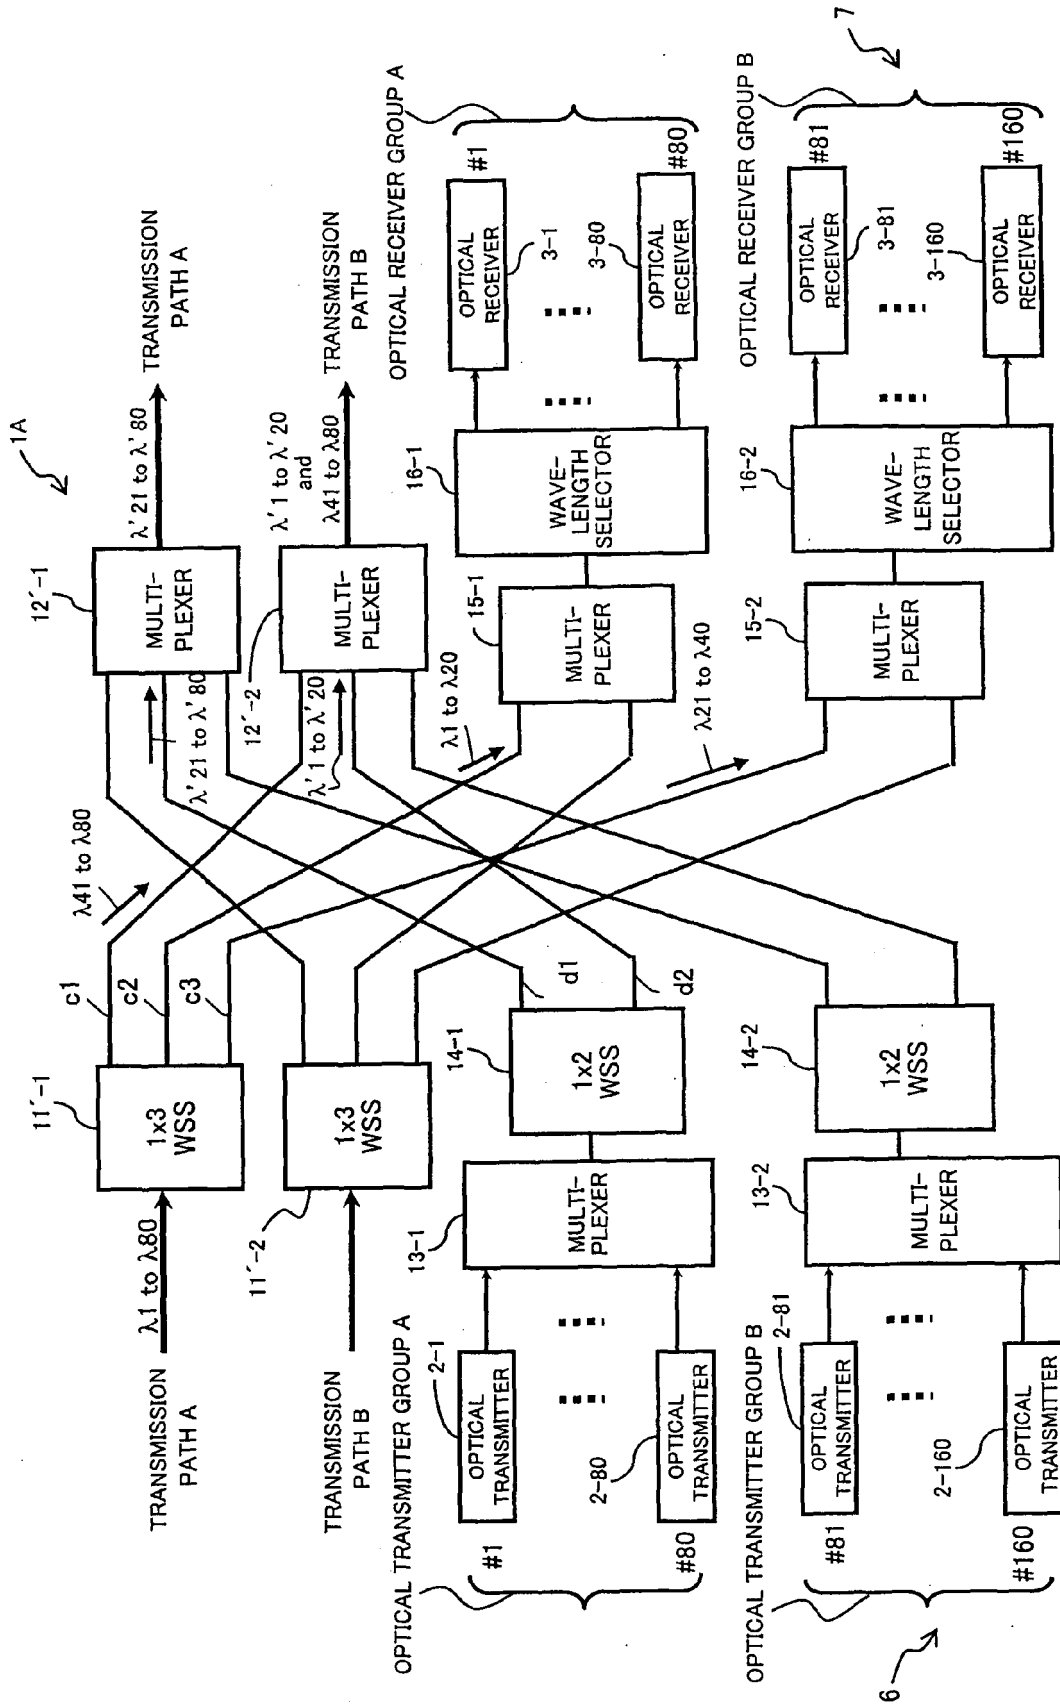 1A
TRANSMISSION
PATH A
λ1 to λ80
11´-1
1x3
WSS
c1
c2
c3
λ41 to λ80
12´-1
MULTI-
PLEXER
λ'21 to λ'80
λ'21 to λ'80
TRANSMISSION
PATH A
TRANSMISSION
PATH B
11´-2
1x3
WSS
12´-2
λ'1 to λ'20
MULTI-
PLEXER
λ'1 to λ'20
and
λ41 to λ80
TRANSMISSION
PATH B
OPTICAL TRANSMITTER GROUP A
#1
OPTICAL
TRANSMITTER
2-1
2-80
#80
OPTICAL
TRANSMITTER
13-1
MULTI-
PLEXER
14-1
1x2
WSS
d1
d2
λ1 to λ20
15-1
MULTI-
PLEXER
16-1
WAVE-
LENGTH
SELECTOR
OPTICAL RECEIVER GROUP A
OPTICAL
RECEIVER
#1
3-1
3-80
OPTICAL
RECEIVER
#80
OPTICAL TRANSMITTER GROUP B
#81
OPTICAL
TRANSMITTER
2-81
2-160
#160
OPTICAL
TRANSMITTER
6
13-2
MULTI-
PLEXER
14-2
1x2
WSS
λ21 to λ40
15-2
MULTI-
PLEXER
16-2
WAVE-
LENGTH
SELECTOR
OPTICAL RECEIVER GROUP B
OPTICAL
RECEIVER
#81
3-81
3-160
OPTICAL
RECEIVER
#160
7